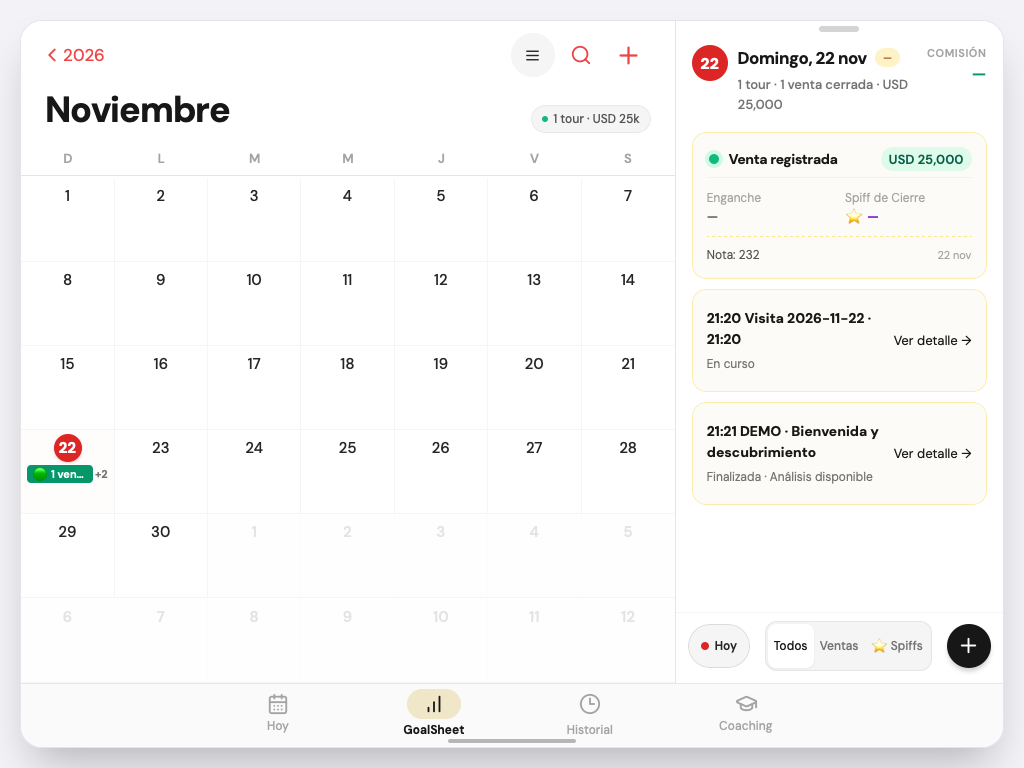 2026
Noviembre
1 tour · USD 25k
D L M M J V S
1 2 3 4 5 6 7
8 9 10 11 12 13 14
15 16 17 18 19 20 21
22 23 24 25 26 27 28
1 ven... +2
29 30 1 2 3 4 5
6 7 8 9 10 11 12
22
Domingo, 22 nov –
COMISIÓN
—
1 tour · 1 venta cerrada · USD
25,000
Venta registrada USD 25,000
Enganche Spiff de Cierre
— ⭐ —
Nota: 232 22 nov
21:20 Visita 2026-11-22 ·
21:20
Ver detalle →
En curso
21:21 DEMO · Bienvenida y
descubrimiento
Ver detalle →
Finalizada · Análisis disponible
Hoy Todos Ventas ⭐ Spiffs
Hoy GoalSheet Historial Coaching